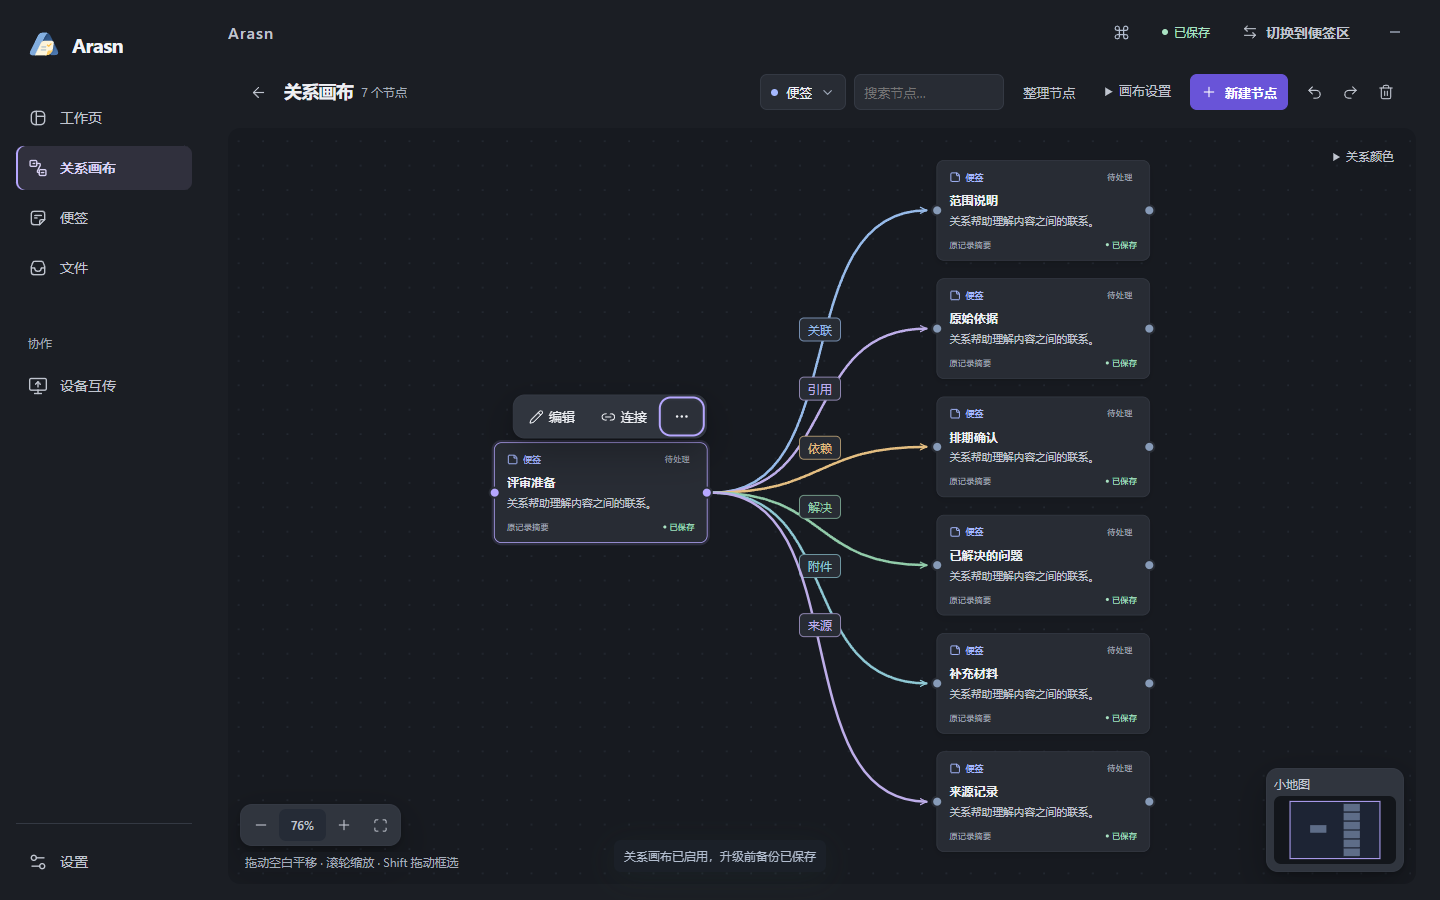 Arasn
工作页
关系画布
便签
文件
协作
设备互传
设置
Arasn
已保存
切换到便签区
关系画布
7 个节点
便签
搜索节点...
整理节点
画布设置
新建节点
关系颜色
编辑
连接
便签
待处理
评审准备
关系帮助理解内容之间的联系。
原记录摘要
已保存
关联
引用
依赖
解决
附件
来源
便签
待处理
范围说明
关系帮助理解内容之间的联系。
原记录摘要
已保存
便签
待处理
原始依据
关系帮助理解内容之间的联系。
原记录摘要
已保存
便签
待处理
排期确认
关系帮助理解内容之间的联系。
原记录摘要
已保存
便签
待处理
已解决的问题
关系帮助理解内容之间的联系。
原记录摘要
已保存
便签
待处理
补充材料
关系帮助理解内容之间的联系。
原记录摘要
已保存
便签
待处理
来源记录
关系帮助理解内容之间的联系。
原记录摘要
已保存
76%
拖动空白平移 · 滚轮缩放 · Shift 拖动框选
关系画布已启用，升级前备份已保存
小地图